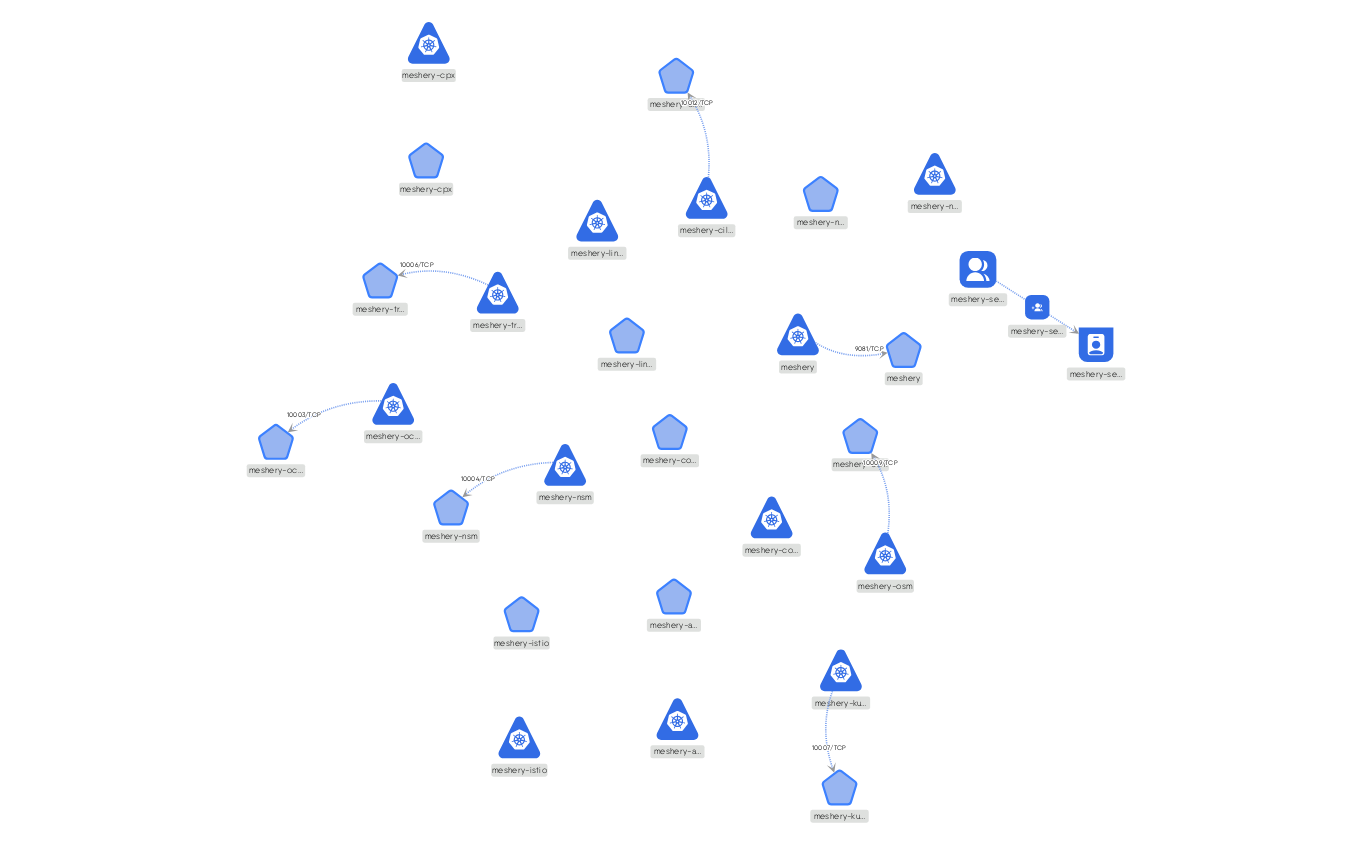 meshery-cpx
10012/TCP
meshery-cpx
meshery-n...
meshery-n...
meshery-cil...
meshery-lin...
10006/TCP
meshery-se...
meshery-tr...
meshery-tr...
meshery-se...
9081/TCP
meshery-lin...
meshery
meshery
meshery-se...
10003/TCP
meshery-oc...
meshery-oc...
meshery-co...
10009/TCP
10004/TCP
meshery-nsm
meshery-nsm
meshery-co...
meshery-osm
meshery-a...
meshery-istio
meshery-ku...
10007/TCP
meshery-a...
meshery-istio
meshery-ku...